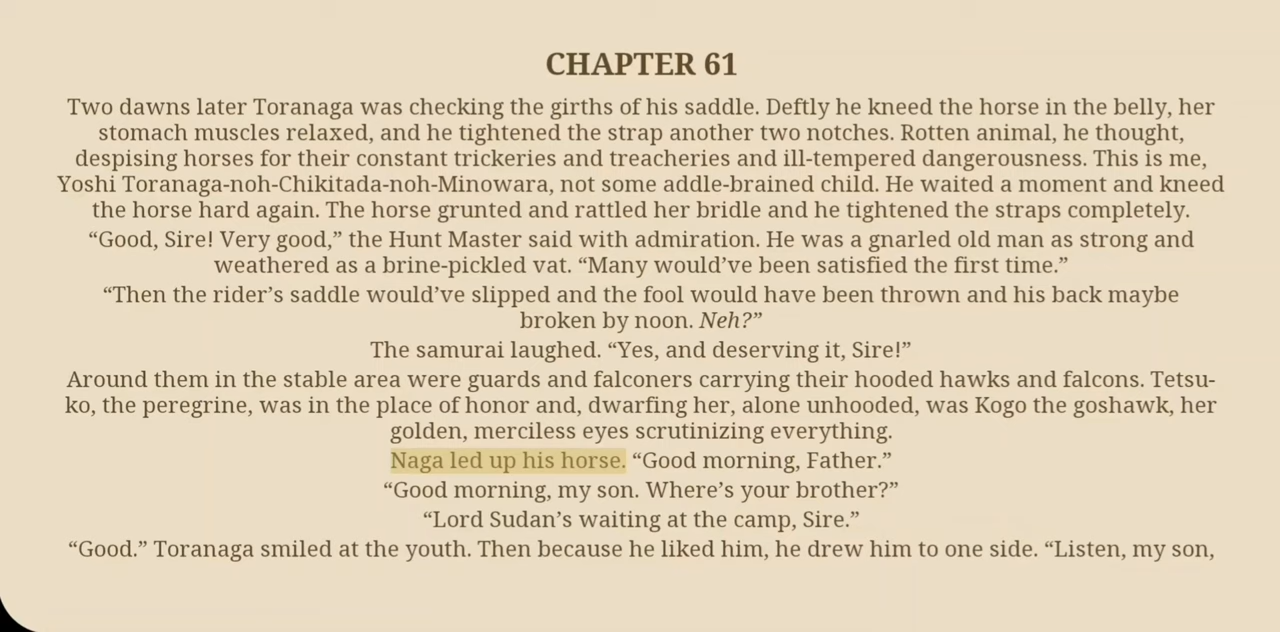 CHAPTER 61
Two dawns later Toranaga was checking the girths of his saddle. Deftly he kneed the horse in the belly, her
stomach muscles relaxed, and he tightened the strap another two notches. Rotten animal, he thought,
despising horses for their constant trickeries and treacheries and ill-tempered dangerousness. This is me,
Yoshi Toranaga-noh-Chikitada-noh-Minowara, not some addle-brained child. He waited a moment and kneed
the horse hard again. The horse grunted and rattled her bridle and he tightened the straps completely.
“Good, Sire! Very good,” the Hunt Master said with admiration. He was a gnarled old man as strong and
weathered as a brine-pickled vat. “Many would’ve been satisfied the first time.”
“Then the rider’s saddle would’ve slipped and the fool would have been thrown and his back maybe
broken by noon. Neh?”
The samurai laughed. “Yes, and deserving it, Sire!”
Around them in the stable area were guards and falconers carrying their hooded hawks and falcons. Tetsu-
ko, the peregrine, was in the place of honor and, dwarfing her, alone unhooded, was Kogo the goshawk, her
golden, merciless eyes scrutinizing everything.
Naga led up his horse. “Good morning, Father.”
“Good morning, my son. Where’s your brother?”
“Lord Sudan’s waiting at the camp, Sire.”
“Good.” Toranaga smiled at the youth. Then because he liked him, he drew him to one side. “Listen, my son,